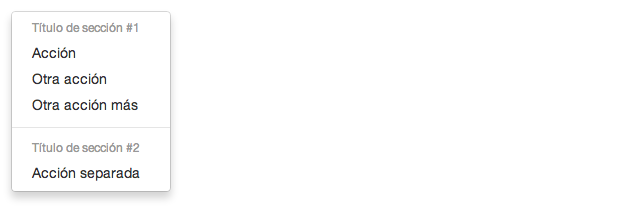 Título de sección #1
Acción
Otra acción
Otra acción más
Título de sección #2
Acción separada